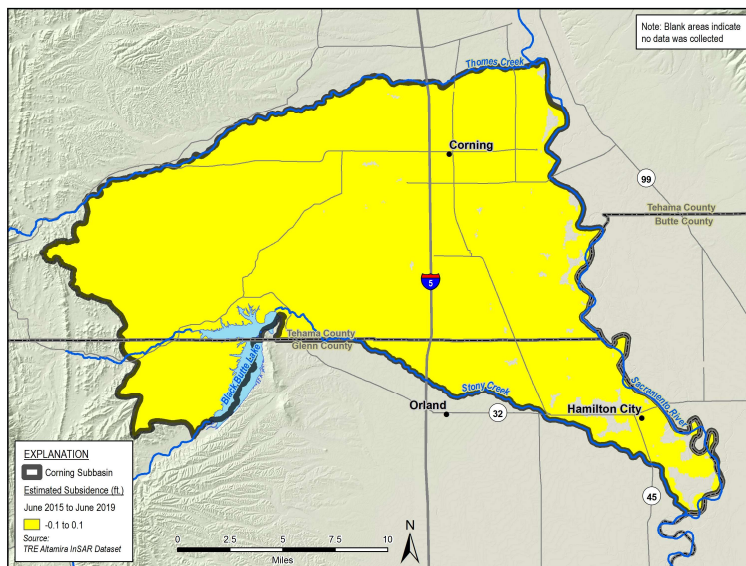 Note: Blank areas indicate
no data was collected
Thomes Creek
Corning
99
Tehama County
Butte County
5
Tehama County
Glenn County
Black Butte Lake
Stony Creek
Sacramento River
Orland
32
Hamilton City
45
EXPLANATION
Corning Subbasin
Estimated Subsidence (ft.)
June 2015 to June 2019
-0.1 to 0.1
Source:
TRE Altamira InSAR Dataset
N
0 2.5 5 7.5 10
Miles